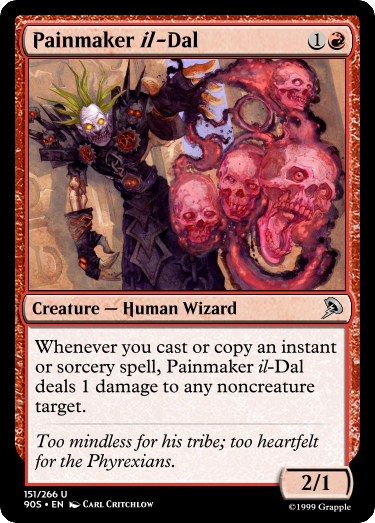 Painmaker il-Dal 1
Creature — Human Wizard
Whenever you cast or copy an instant
or sorcery spell, Painmaker il-Dal
deals 1 damage to any noncreature
target.
Too mindless for his tribe; too heartfelt
for the Phyrexians.
2/1
151/266 U
90S • EN Carl Critchlow
©1999 Grapple